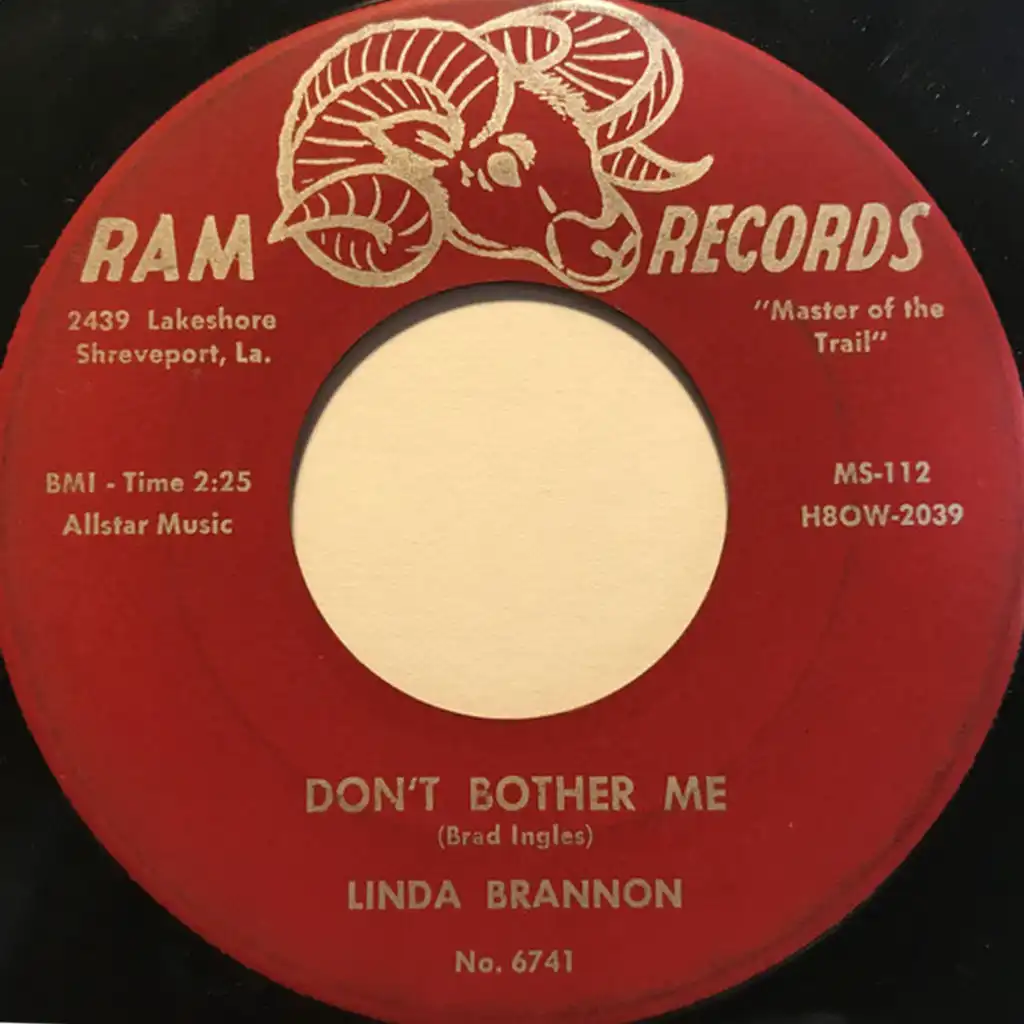 RAM RECORDS
2439 Lakeshore
Shreveport, La.
"Master of the
Trail"
BMI - Time 2:25
Allstar Music
MS-112
H8OW-2039
DON'T BOTHER ME
(Brad Ingles)
LINDA BRANNON
No. 6741